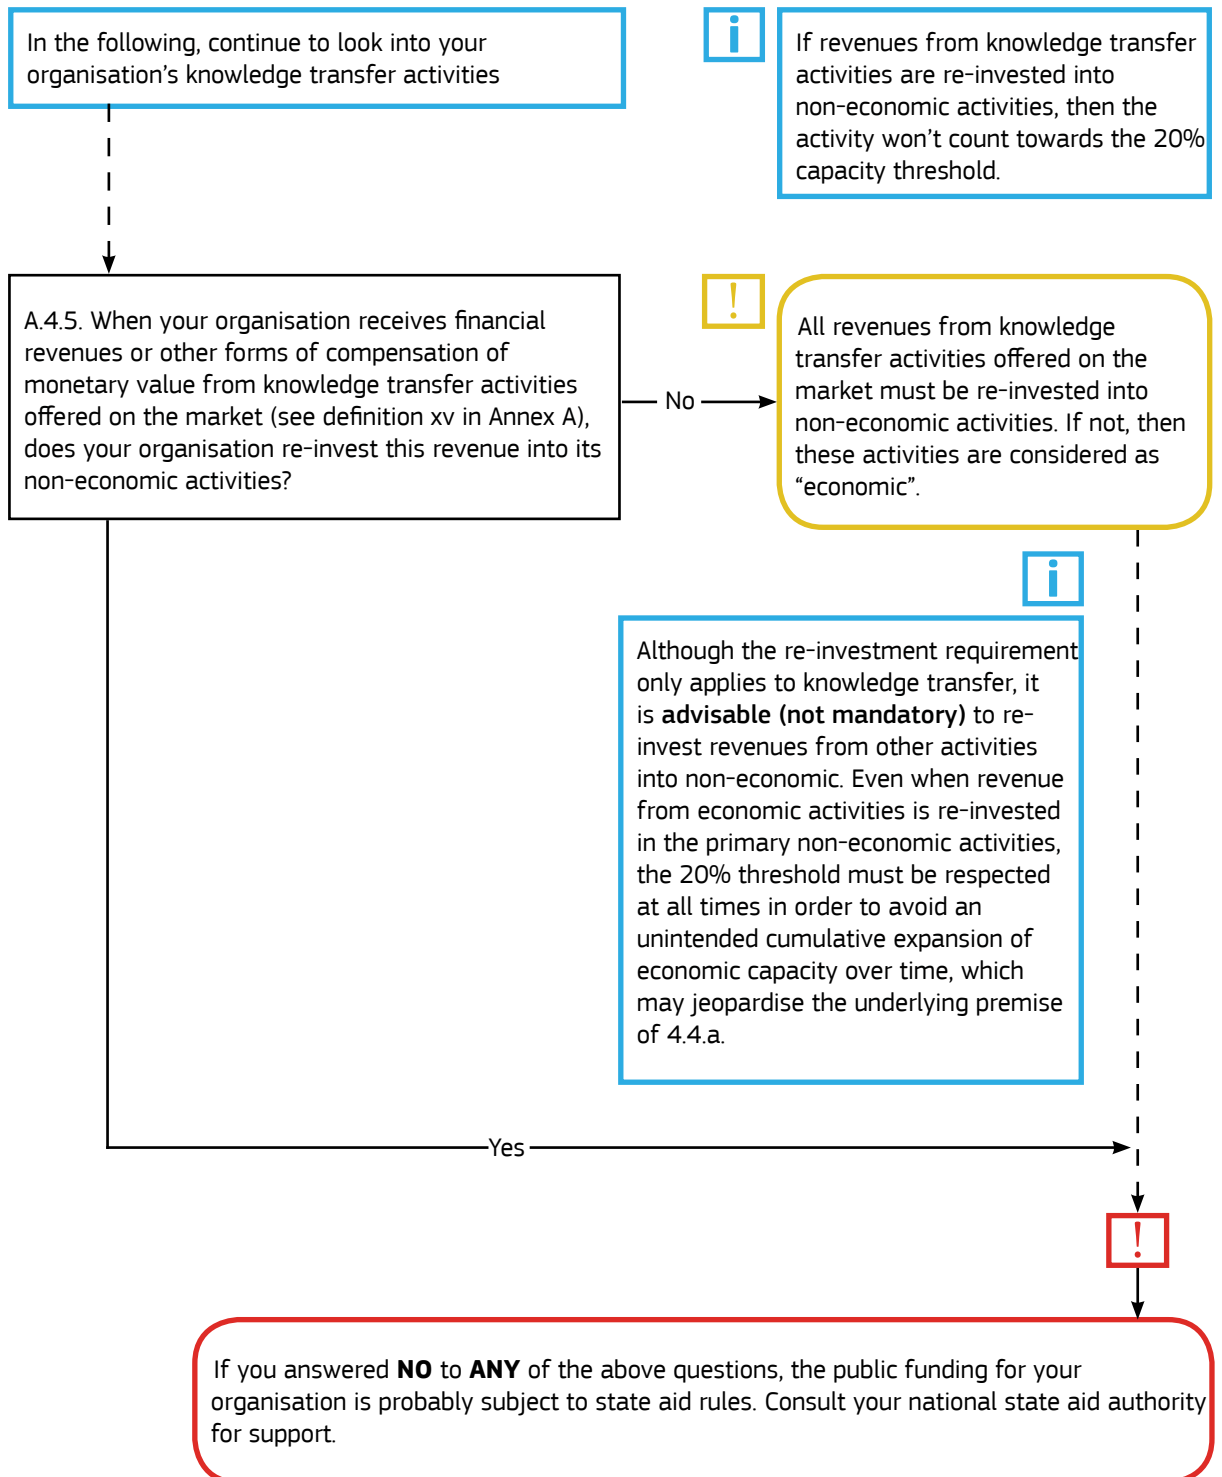 In the following, continue to look into your
organisation’s knowledge transfer activities
i
If revenues from knowledge transfer
activities are re-invested into
non-economic activities, then the
activity won’t count towards the 20%
capacity threshold.
A.4.5. When your organisation receives financial
revenues or other forms of compensation of
monetary value from knowledge transfer activities
offered on the market (see definition xv in Annex A),
does your organisation re-invest this revenue into its
non-economic activities?
No
!
All revenues from knowledge
transfer activities offered on the
market must be re-invested into
non-economic activities. If not, then
these activities are considered as
“economic”.
i
Although the re-investment requirement
only applies to knowledge transfer, it
is advisable (not mandatory) to re-
invest revenues from other activities
into non-economic. Even when revenue
from economic activities is re-invested
in the primary non-economic activities,
the 20% threshold must be respected
at all times in order to avoid an
unintended cumulative expansion of
economic capacity over time, which
may jeopardise the underlying premise
of 4.4.a.
Yes
!
If you answered NO to ANY of the above questions, the public funding for your
organisation is probably subject to state aid rules. Consult your national state aid authority
for support.